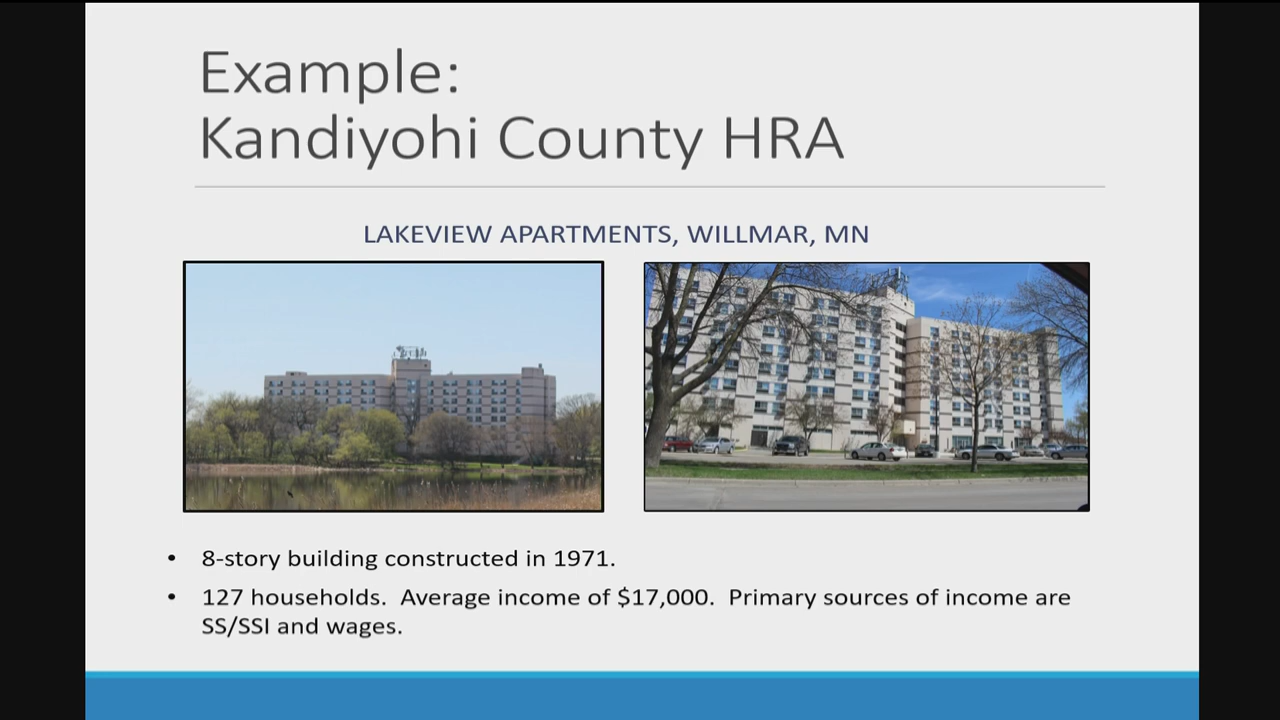 Example:
Kandiyohi County HRA
LAKEVIEW APARTMENTS, WILLMAR, MN
• 8-story building constructed in 1971.
• 127 households.  Average income of $17,000.  Primary sources of income are
SS/SSI and wages.